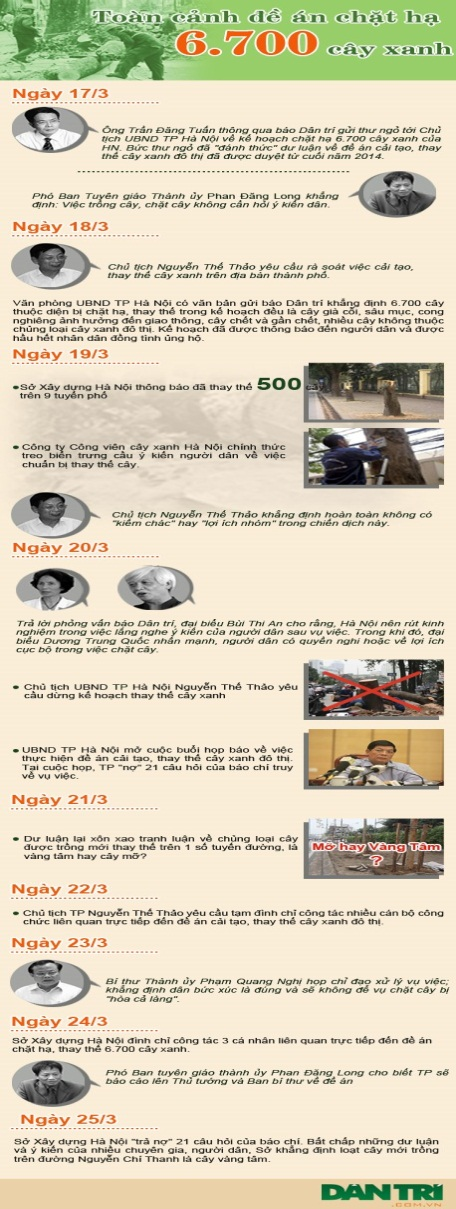 Toàn cảnh đề án chặt hạ
6.700 cây xanh
Ngày 17/3
Ông Trần Đăng Tuấn thông qua báo Dân trí gửi thư ngỏ tới Chủ
tịch UBND TP Hà Nội về kế hoạch chặt hạ 6.700 cây xanh của
HN. Bức thư ngỏ đã "đánh thức" dư luận về đề án cải tạo, thay
thế cây xanh đô thị đã được duyệt từ cuối năm 2014.
Phó Ban Tuyên giáo Thành ủy Phan Đăng Long khẳng
định: Việc trồng cây, chặt cây không cần hỏi ý kiến dân.
Ngày 18/3
Chủ tịch Nguyễn Thế Thảo yêu cầu rà soát việc cải tạo,
thay thế cây xanh trên địa bàn thành phố.
Văn phòng UBND TP Hà Nội có văn bản gửi báo Dân trí khẳng định 6.700 cây
thuộc diện bị chặt hạ, thay thế trong kế hoạch đều là cây già cỗi, sâu mục, cong
nghiêng ảnh hưởng đến giao thông, cây chết và gần chết, nhiều cây không thuộc
chủng loại cây xanh đô thị. Kế hoạch đã được thông báo đến người dân và được
hầu hết nhân dân đồng tình ủng hộ.
Ngày 19/3
•Sở Xây dựng Hà Nội thông báo đã thay thế 500 cây
trên 9 tuyến phố
• Công ty Công viên cây xanh Hà Nội chính thức
treo biển trưng cầu ý kiến người dân về việc
chuẩn bị thay thế cây.
Chủ tịch Nguyễn Thế Thảo khẳng định hoàn toàn không có
"kiếm chác" hay "lợi ích nhóm" trong chiến dịch này.
Ngày 20/3
Trả lời phỏng vấn báo Dân trí, đại biểu Bùi Thị An cho rằng, Hà Nội nên rút kinh
nghiệm trong việc lắng nghe ý kiến của người dân sau vụ việc. Trong khi đó, đại
biểu Dương Trung Quốc nhấn mạnh, người dân có quyền nghi hoặc về lợi ích
cục bộ trong việc chặt cây.
• Chủ tịch UBND TP Hà Nội Nguyễn Thế Thảo yêu
cầu dừng kế hoạch thay thế cây xanh
•UBND TP Hà Nội mở cuộc buổi họp báo về việc
thực hiện đề án cải tạo, thay thế cây xanh đô thị.
Tại cuộc họp, TP "nợ" 21 câu hỏi của báo chí truy
về vụ việc.
Ngày 21/3
• Dư luận lại xôn xao tranh luận về chủng loại cây
được trồng mới thay thế trên 1 số tuyến đường, là
vàng tâm hay cây mỡ?
Mỡ hay Vàng Tâm
?
Ngày 22/3
• Chủ tịch TP Nguyễn Thế Thảo yêu cầu tạm đình chỉ công tác nhiều cán bộ công
chức liên quan trực tiếp đến đề án cải tạo, thay thế cây xanh đô thị.
Ngày 23/3
Bí thư Thành ủy Phạm Quang Nghị họp chỉ đạo xử lý vụ việc;
khẳng định dân bức xúc là đúng và sẽ không để vụ chặt cây bị
"hòa cả làng".
Ngày 24/3
Sở Xây dựng Hà Nội đình chỉ công tác 3 cá nhân liên quan trực tiếp đến đề án
chặt hạ, thay thế 6.700 cây xanh.
Phó Ban tuyên giáo thành ủy Phan Đăng Long cho biết TP sẽ
báo cáo lên Thủ tướng và Ban bí thư về đề án
Ngày 25/3
Sở Xây dựng Hà Nội "trả nợ" 21 câu hỏi của báo chí. Bất chấp những dư luận
và ý kiến của nhiều chuyên gia, người dân, Sở khẳng định loạt cây mới trồng
trên đường Nguyễn Chí Thanh là cây vàng tâm.
DÂN TRÍ
.COM.VN